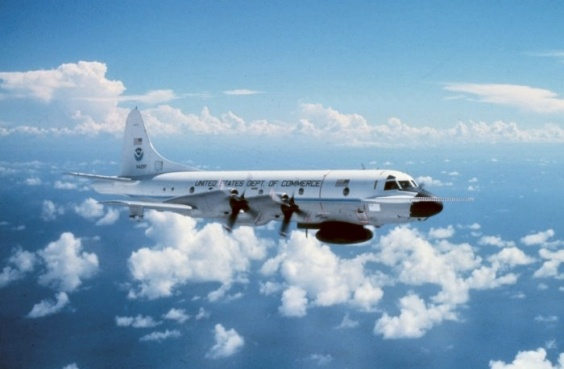 UNITED STATES DEPT OF COMMERCE